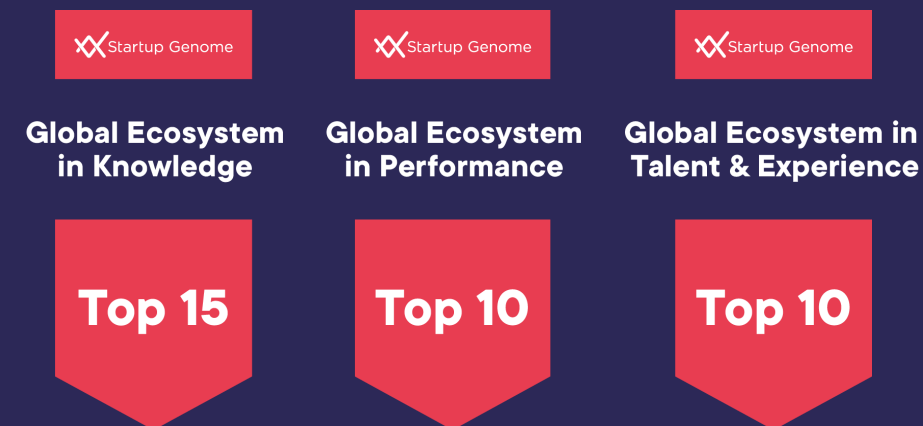 Startup Genome
Global Ecosystem
in Knowledge
Top 15
Startup Genome
Global Ecosystem
in Performance
Top 10
Startup Genome
Global Ecosystem in
Talent & Experience
Top 10